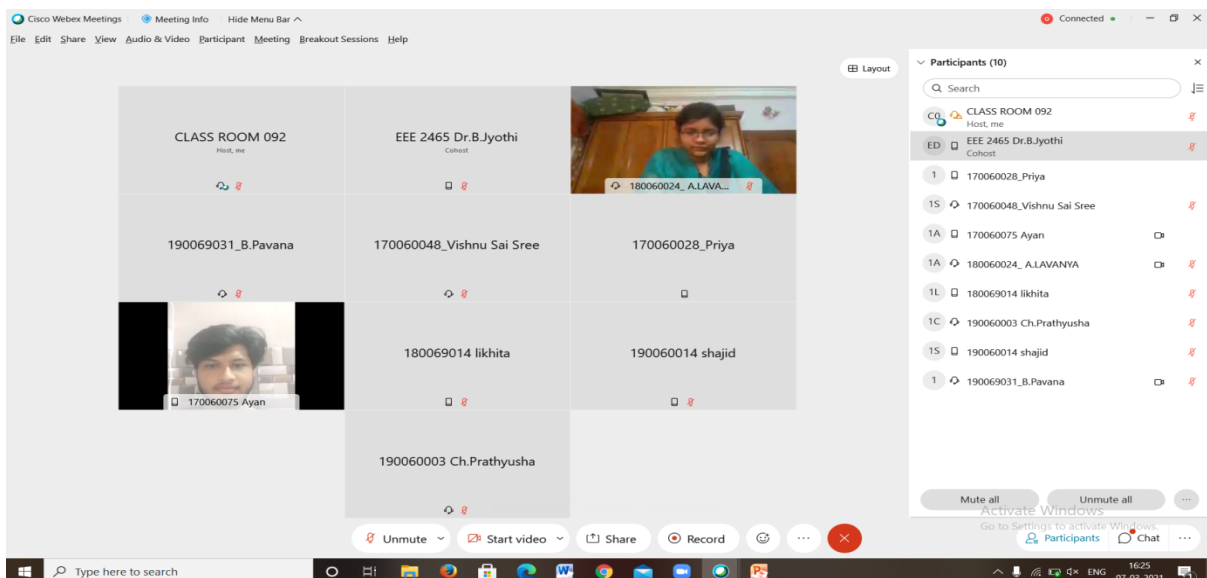 Cisco Webex Meetings Meeting Info Hide Menu Bar Connected
File Edit Share View Audio & Video Participant Meeting Breakout Sessions Help
Layout
CLASS ROOM 092
Host, me
EEE 2465 Dr.B.Jyothi
Cohost
180060024_ A.LAVA...
190069031_B.Pavana
170060048_Vishnu Sai Sree
170060028_Priya
170060075 Ayan
180069014 likhita
190060014 shajid
190060003 Ch.Prathyusha
Participants (10)
Search
C0 CLASS ROOM 092
Host, me
ED EEE 2465 Dr.B.Jyothi
Cohost
1 170060028_Priya
1S 170060048_Vishnu Sai Sree
1A 170060075 Ayan
1A 180060024_ A.LAVANYA
1L 180069014 likhita
1C 190060003 Ch.Prathyusha
1S 190060014 shajid
1 190069031_B.Pavana
Mute all Unmute all ...
Activate Windows
Go to Settings to activate Windows.
Unmute Start video Share Record ... Participants Chat ...
Type here to search
ENG 16:25
07-03-2021